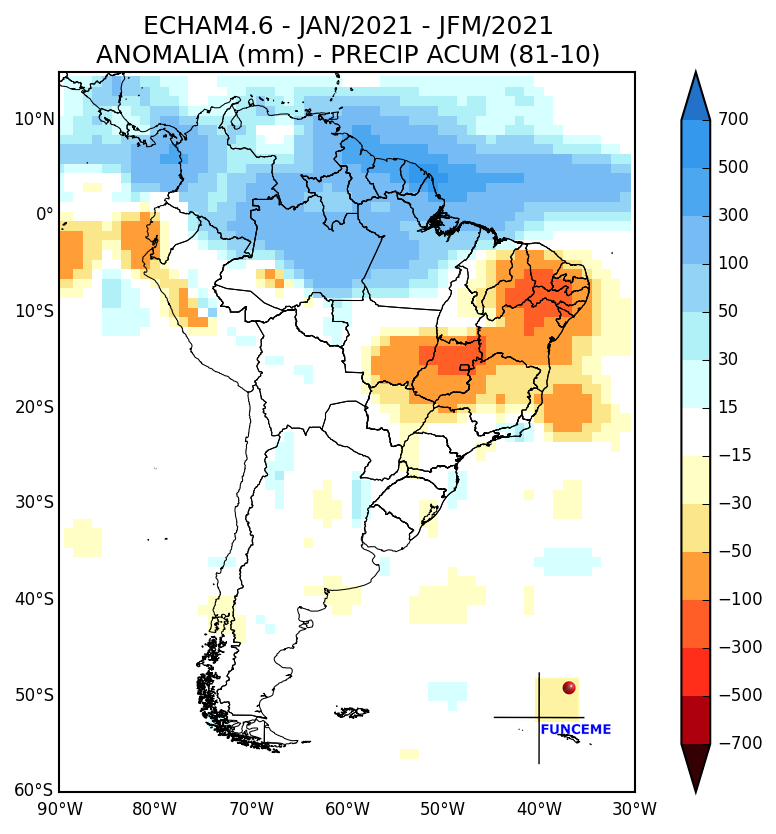 ECHAM4.6 - JAN/2021 - JFM/2021
ANOMALIA (mm) - PRECIP ACUM (81-10)
10°N
0°
10°S
20°S
30°S
40°S
50°S
60°S
90°W 80°W 70°W 60°W 50°W 40°W 30°W
700
500
300
100
50
30
15
−15
−30
−50
−100
−300
−500
−700
FUNCEME